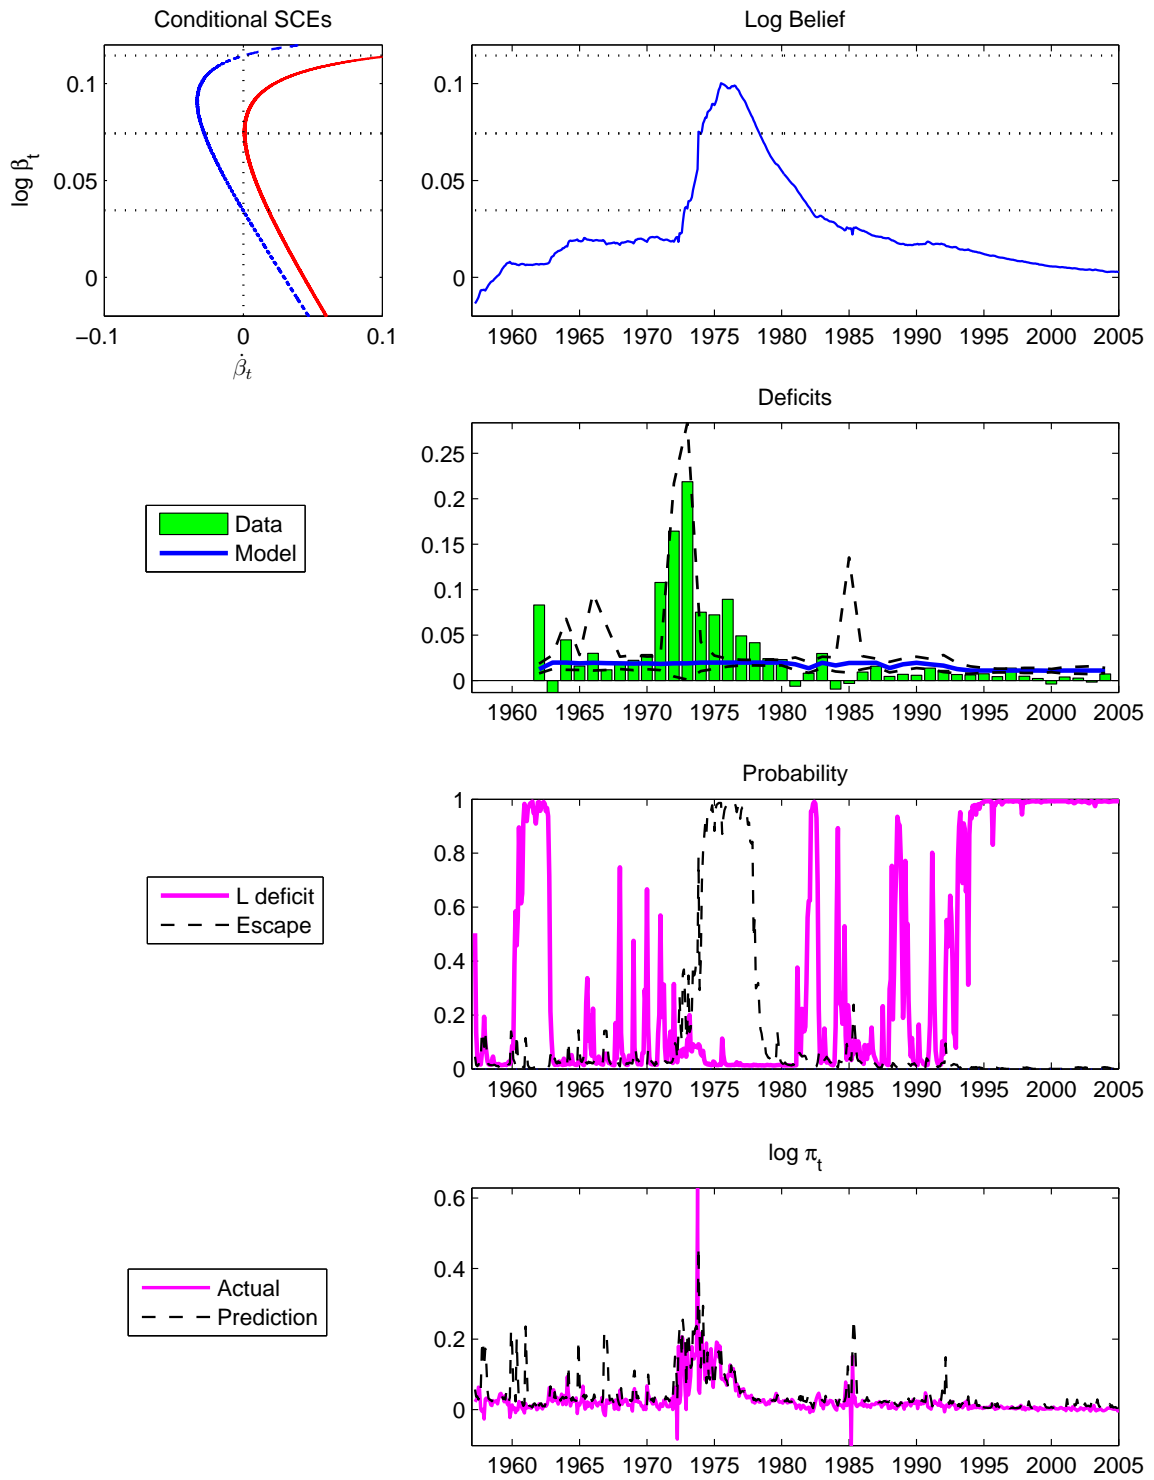 Conditional SCEs
Log Belief
0.1
0.05
0
log β_t
−0.1 0 0.1
β̇_t
0.1
0.05
0
1960 1965 1970 1975 1980 1985 1990 1995 2000 2005
Deficits
0.25
0.2
0.15
0.1
0.05
0
1960 1965 1970 1975 1980 1985 1990 1995 2000 2005
Data
Model
Probability
1
0.8
0.6
0.4
0.2
0
1960 1965 1970 1975 1980 1985 1990 1995 2000 2005
L deficit
Escape
log π_t
0.6
0.4
0.2
0
1960 1965 1970 1975 1980 1985 1990 1995 2000 2005
Actual
Prediction